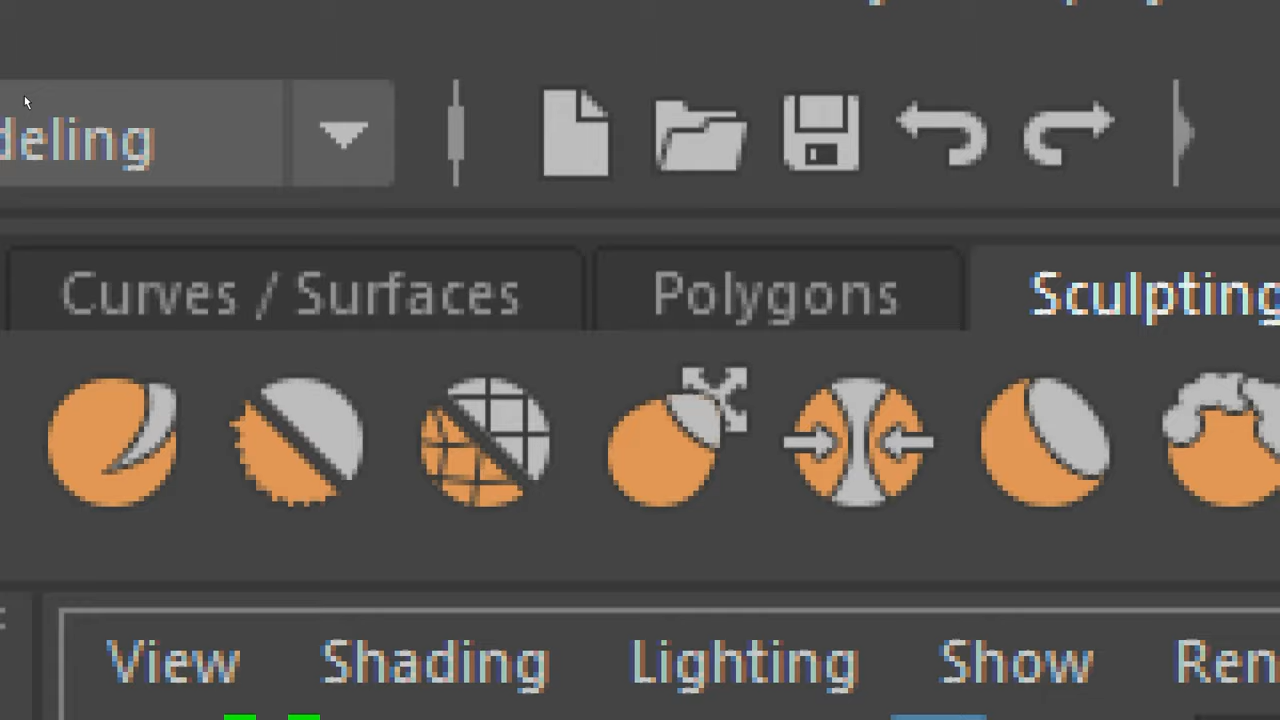 deling
Curves / Surfaces Polygons Sculpting
View Shading Lighting Show Ren